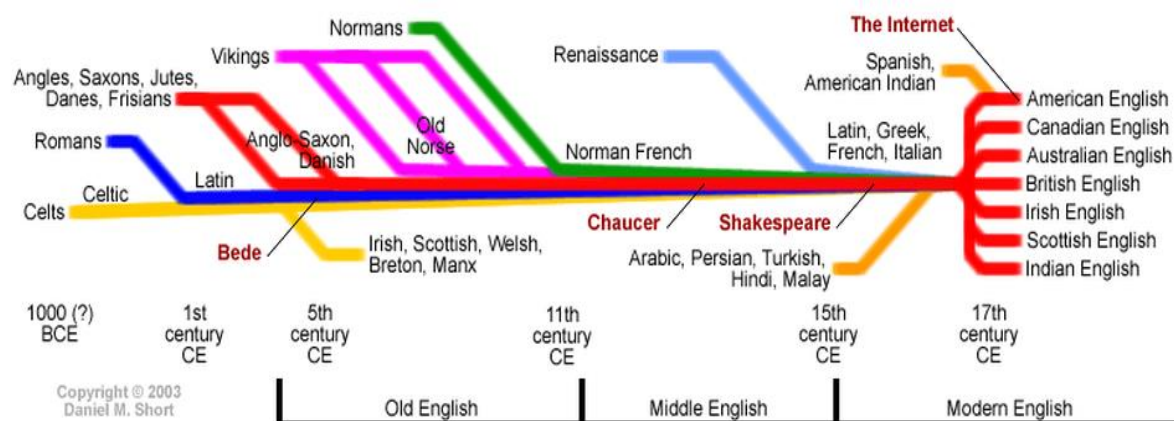 The Internet
Normans
Vikings
Renaissance
Spanish,
American Indian
Angles, Saxons, Jutes,
Danes, Frisians
American English
Romans
Anglo-Saxon,
Danish
Old
Norse
Norman French
Latin, Greek,
French, Italian
Canadian English
Australian English
British English
Irish English
Scottish English
Indian English
Latin
Celtic
Celts
Bede
Chaucer
Shakespeare
Irish, Scottish, Welsh,
Breton, Manx
Arabic, Persian, Turkish,
Hindi, Malay
1000 (?)
BCE
1st
century
CE
5th
century
CE
11th
century
CE
15th
century
CE
17th
century
CE
Copyright © 2003
Daniel M. Short
Old English
Middle English
Modern English